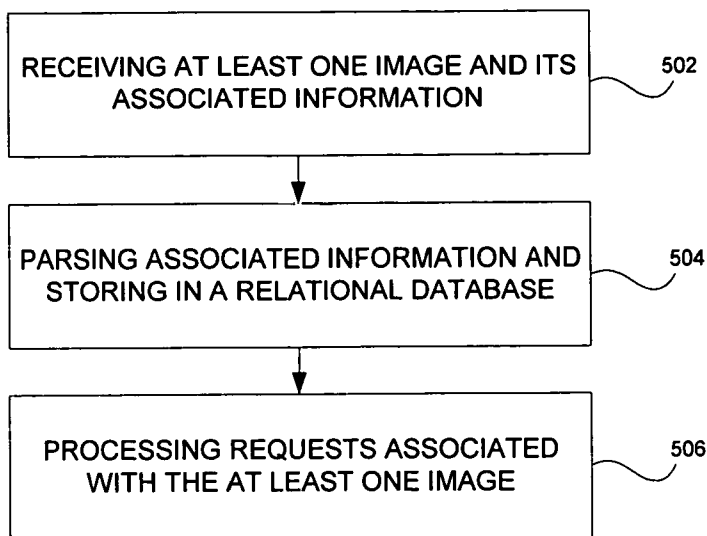 RECEIVING AT LEAST ONE IMAGE AND ITS
ASSOCIATED INFORMATION
502
PARSING ASSOCIATED INFORMATION AND
STORING IN A RELATIONAL DATABASE
504
PROCESSING REQUESTS ASSOCIATED
WITH THE AT LEAST ONE IMAGE
506